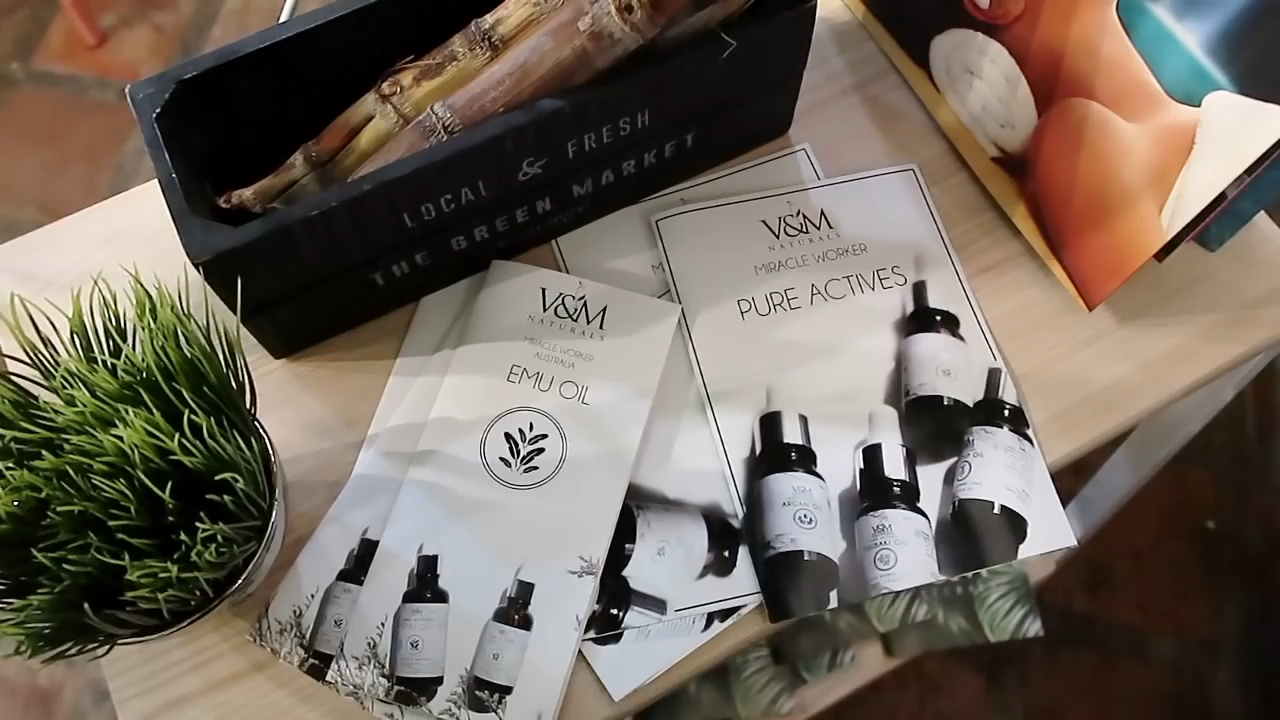 LOCAL & FRESH
THE GREEN MARKET
V&M
NATURALS
MIRACLE WORKER
PURE ACTIVES
V&M
NATURALS
MIRACLE WORKER
AUSTRALIA
EMU OIL
V&M
ARGAN OIL
V&M